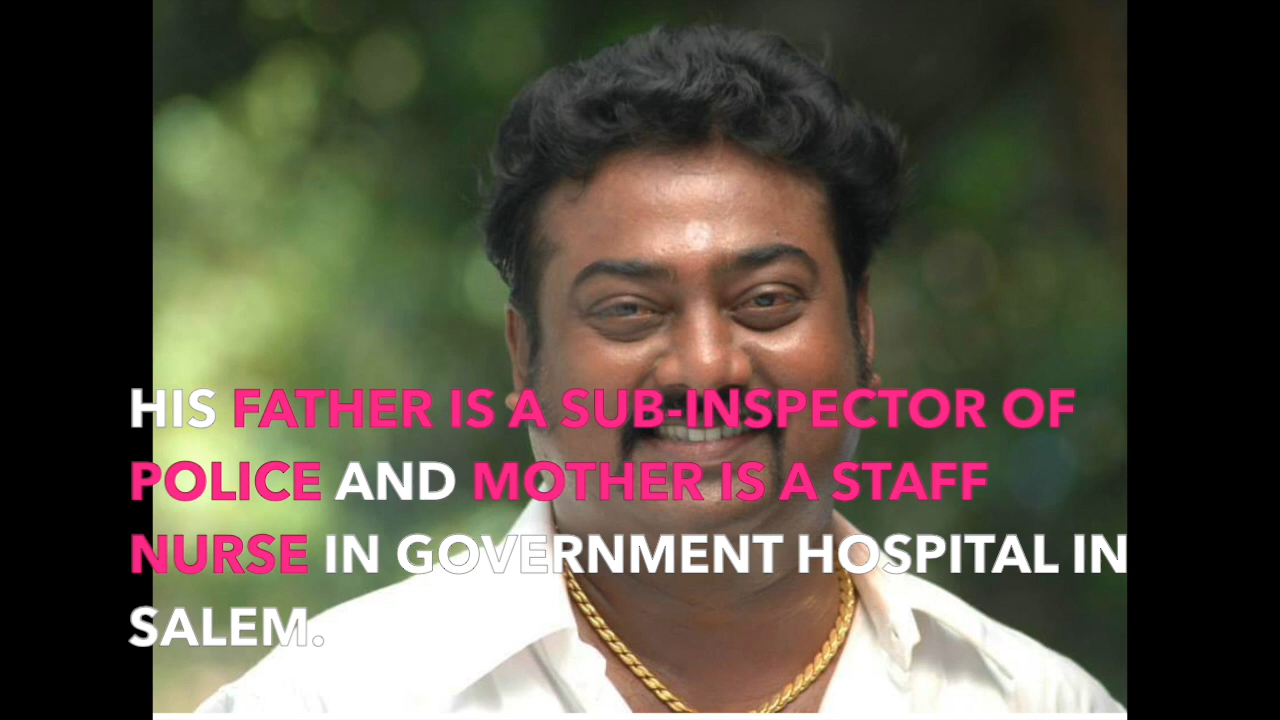 HIS FATHER IS A SUB-INSPECTOR OF
POLICE AND MOTHER IS A STAFF
NURSE IN GOVERNMENT HOSPITAL IN
SALEM.